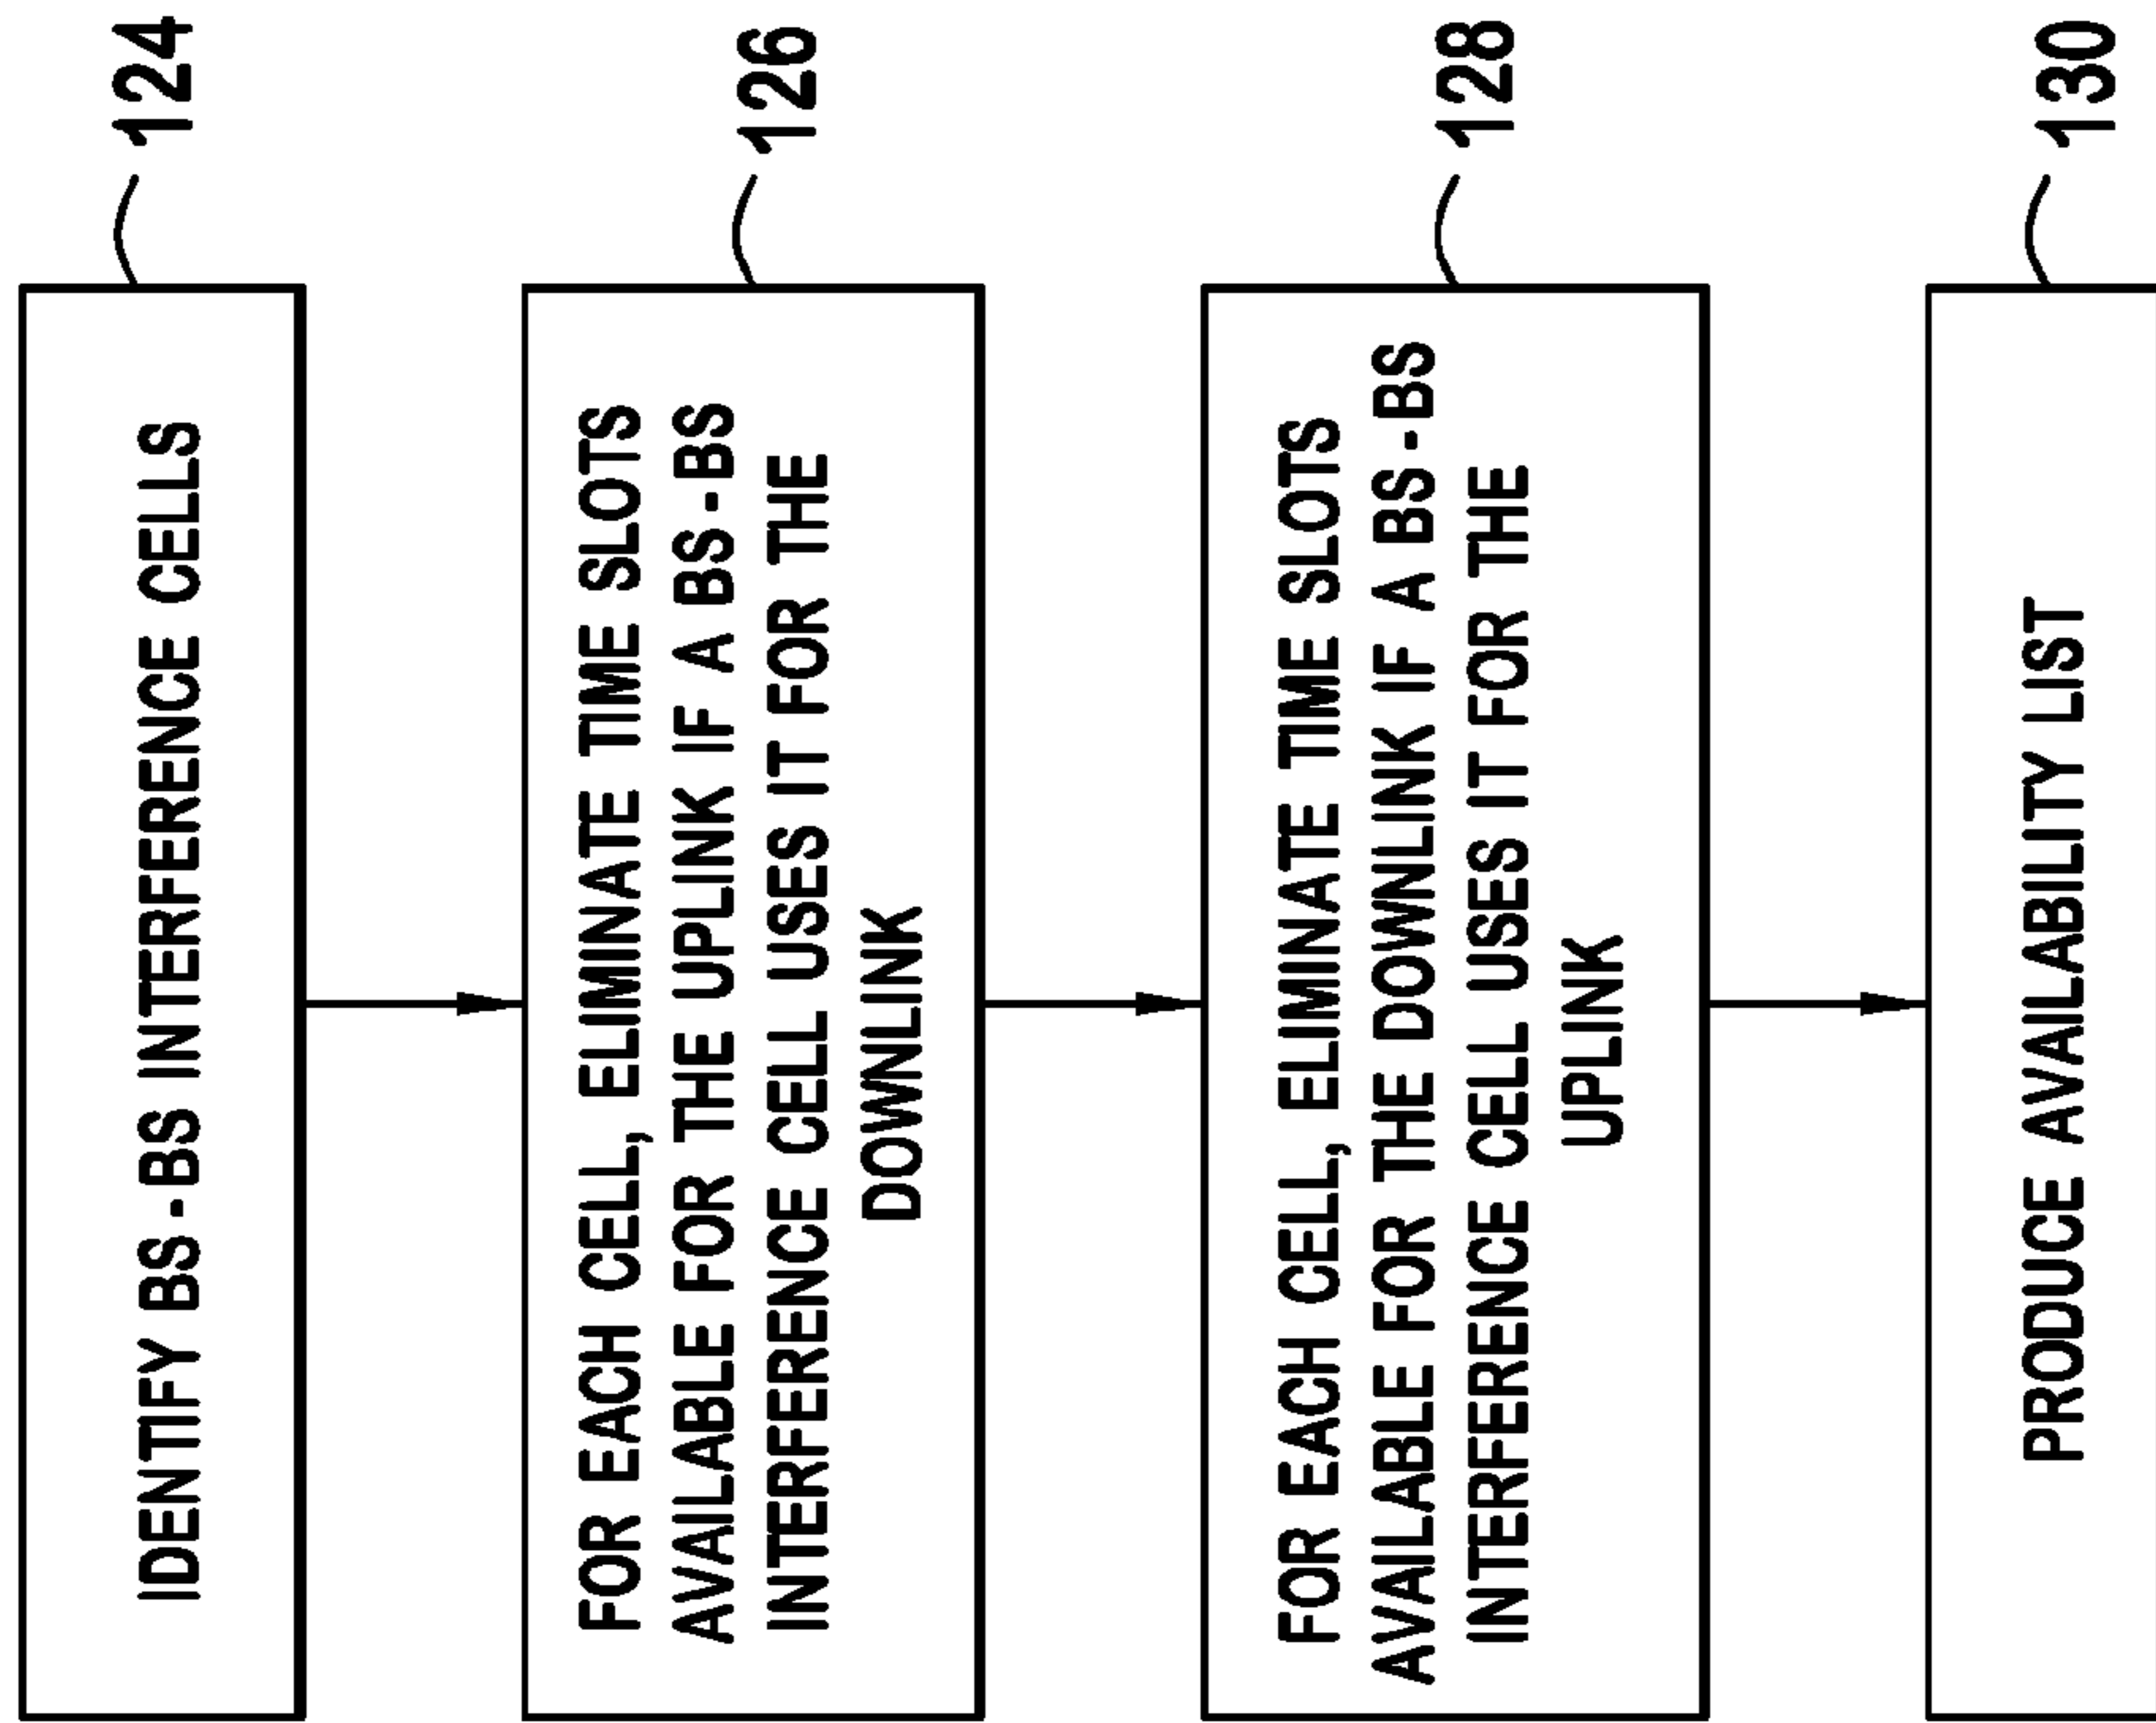 124
IDENTIFY BS-BS INTERFERENCE CELLS
126
FOR EACH CELL, ELIMINATE TIME SLOTS
AVAILABLE FOR THE UPLINK IF A BS-BS
INTERFERENCE CELL USES IT FOR THE
DOWNLINK
128
FOR EACH CELL, ELIMINATE TIME SLOTS
AVAILABLE FOR THE DOWNLINK IF A BS-BS
INTERFERENCE CELL USES IT FOR THE
UPLINK
130
PRODUCE AVAILABILITY LIST